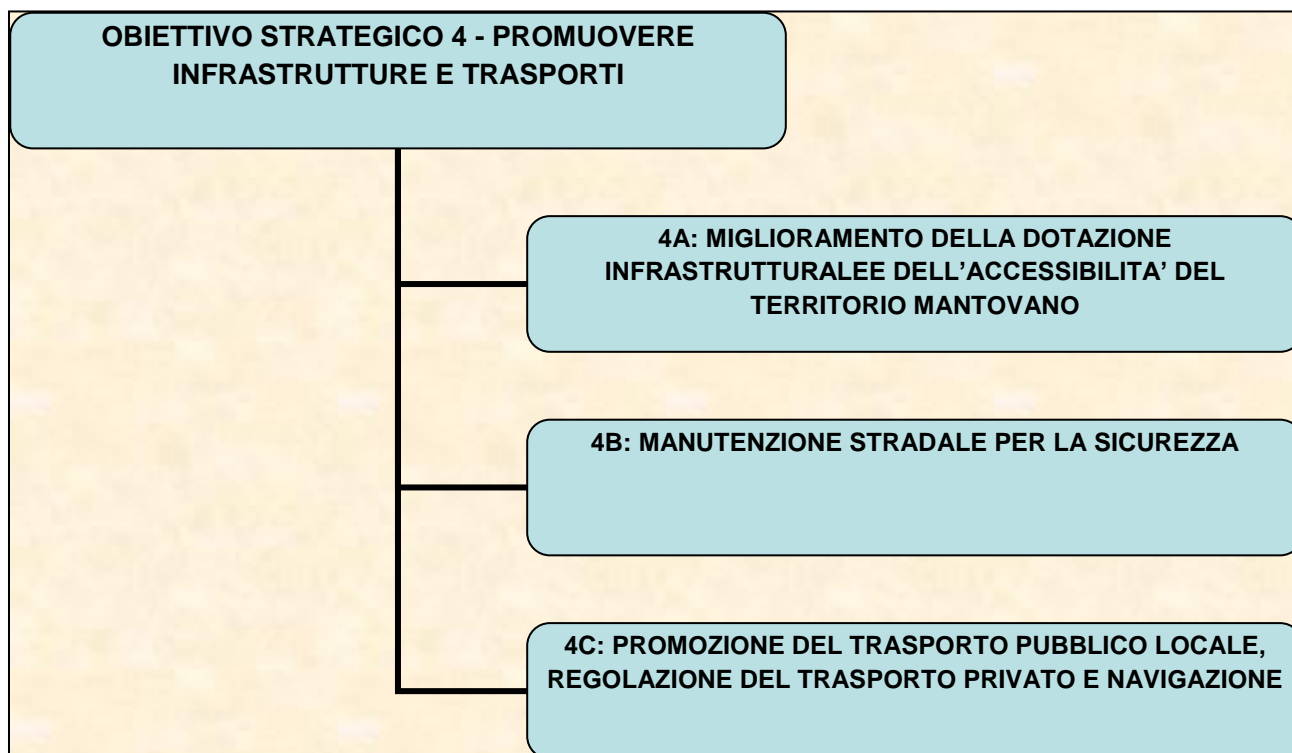 OBIETTIVO STRATEGICO 4 - PROMUOVERE
INFRASTRUTTURE E TRASPORTI
4A: MIGLIORAMENTO DELLA DOTAZIONE
INFRASTRUTTURALEE DELL’ACCESSIBILITA’ DEL
TERRITORIO MANTOVANO
4B: MANUTENZIONE STRADALE PER LA SICUREZZA
4C: PROMOZIONE DEL TRASPORTO PUBBLICO LOCALE,
REGOLAZIONE DEL TRASPORTO PRIVATO E NAVIGAZIONE